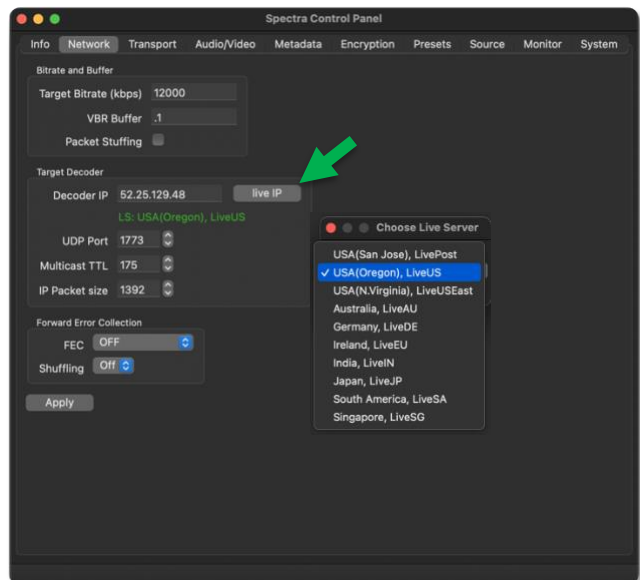 Spectra Control Panel
Info Network Transport Audio/Video Metadata Encryption Presets Source Monitor System
Bitrate and Buffer
Target Bitrate (kbps) 12000
VBR Buffer .1
Packet Stuffing
Target Decoder
Decoder IP 52.25.129.48 live IP
LS: USA(Oregon), LiveUS
UDP Port 1773
Multicast TTL 175
IP Packet size 1392
Forward Error Collection
FEC OFF
Shuffling Off
Apply
Choose Live Server
USA(San Jose), LivePost
✓ USA(Oregon), LiveUS
USA(N.Virginia), LiveUSEast
Australia, LiveAU
Germany, LiveDE
Ireland, LiveEU
India, LiveIN
Japan, LiveJP
South America, LiveSA
Singapore, LiveSG